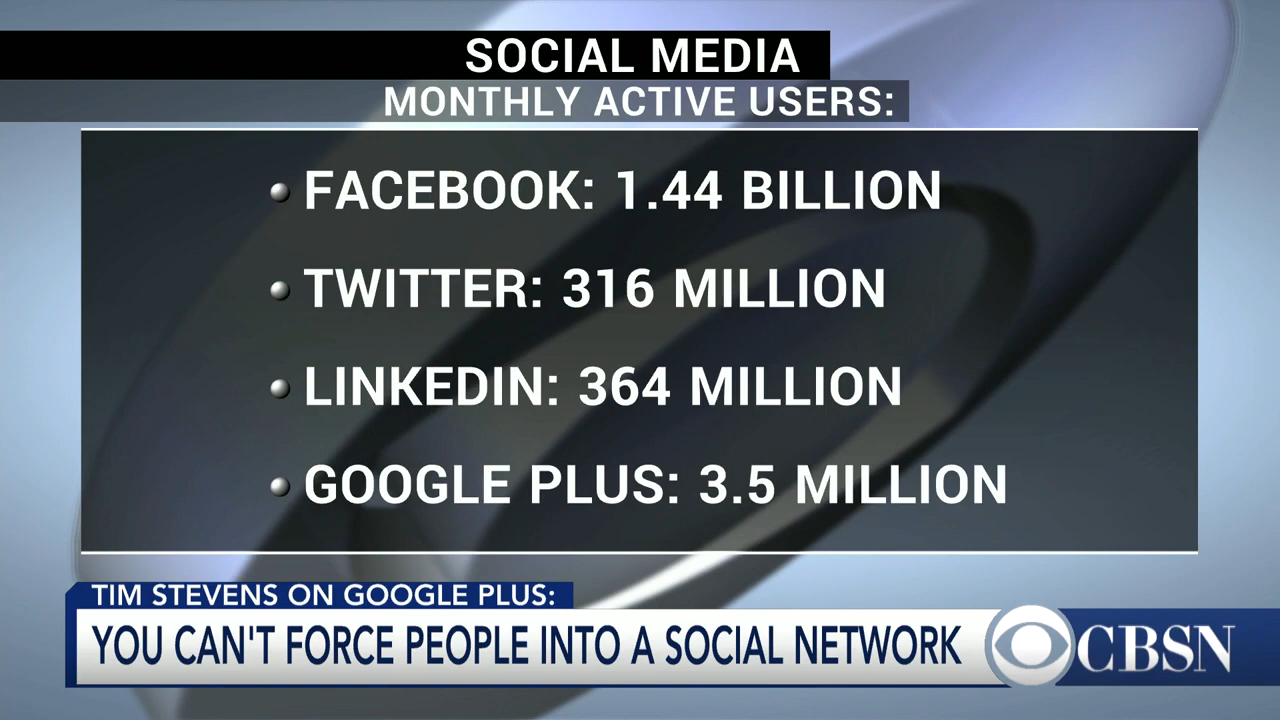 SOCIAL MEDIA
MONTHLY ACTIVE USERS:
FACEBOOK: 1.44 BILLION
TWITTER: 316 MILLION
LINKEDIN: 364 MILLION
GOOGLE PLUS: 3.5 MILLION
TIM STEVENS ON GOOGLE PLUS:
YOU CAN'T FORCE PEOPLE INTO A SOCIAL NETWORK
CBSN